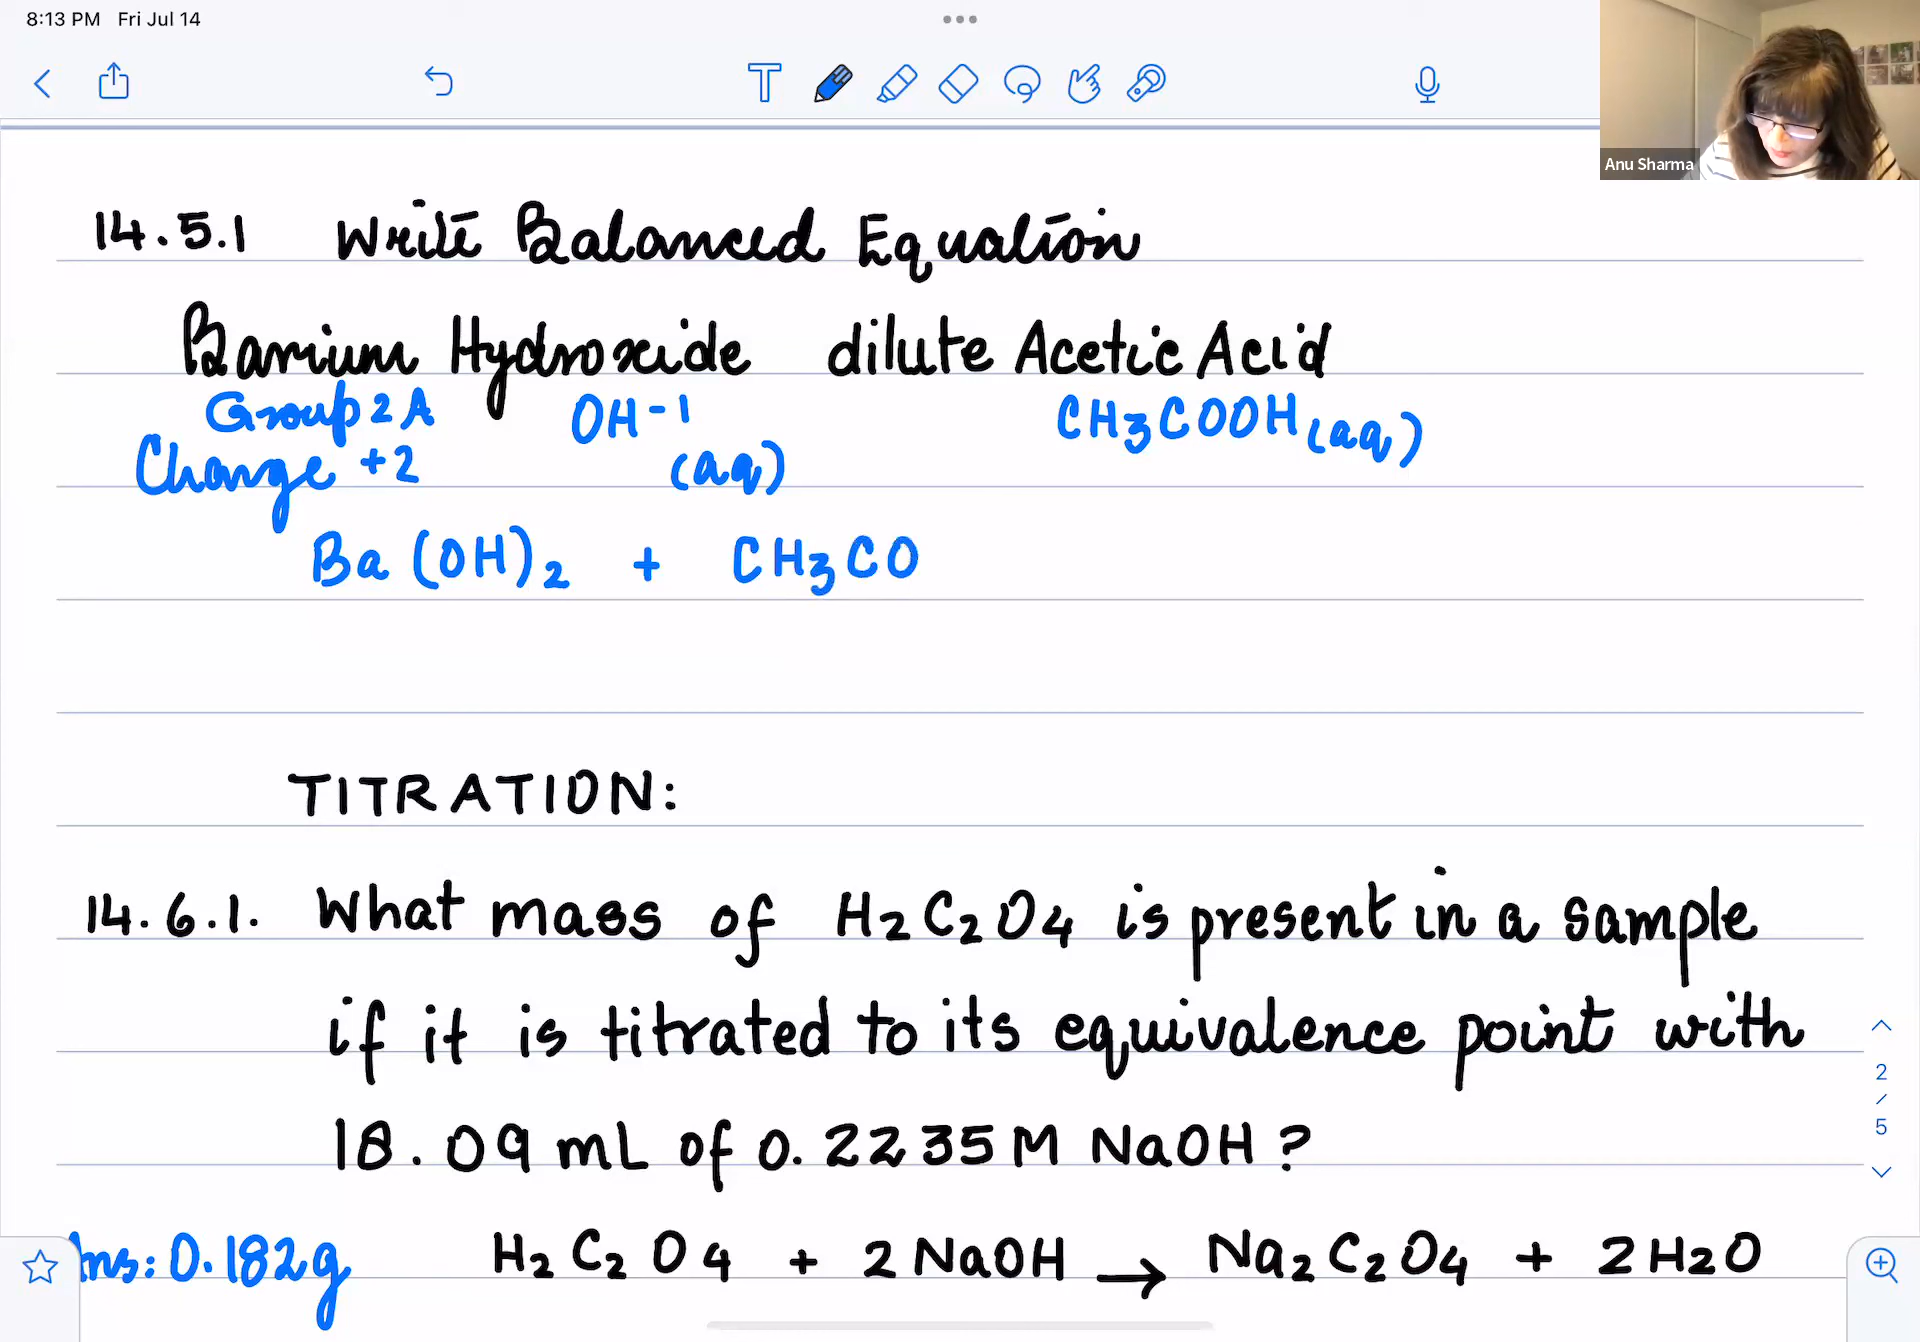 8:13 PM Fri Jul 14
Anu Sharma
14.5.1 Write Balanced Equation
Barium Hydroxide dilute Acetic Acid
Group 2A OH-1 CH3COOH(aq)
Charge +2 (aq)
Ba(OH)2 + CH3CO
TITRATION:
14.6.1. What mass of H2C2O4 is present in a sample
if it is titrated to its equivalence point with
18.09 mL of 0.2235M NaOH?
2
/
5
Ans: 0.182g H2C2O4 + 2NaOH → Na2C2O4 + 2H2O